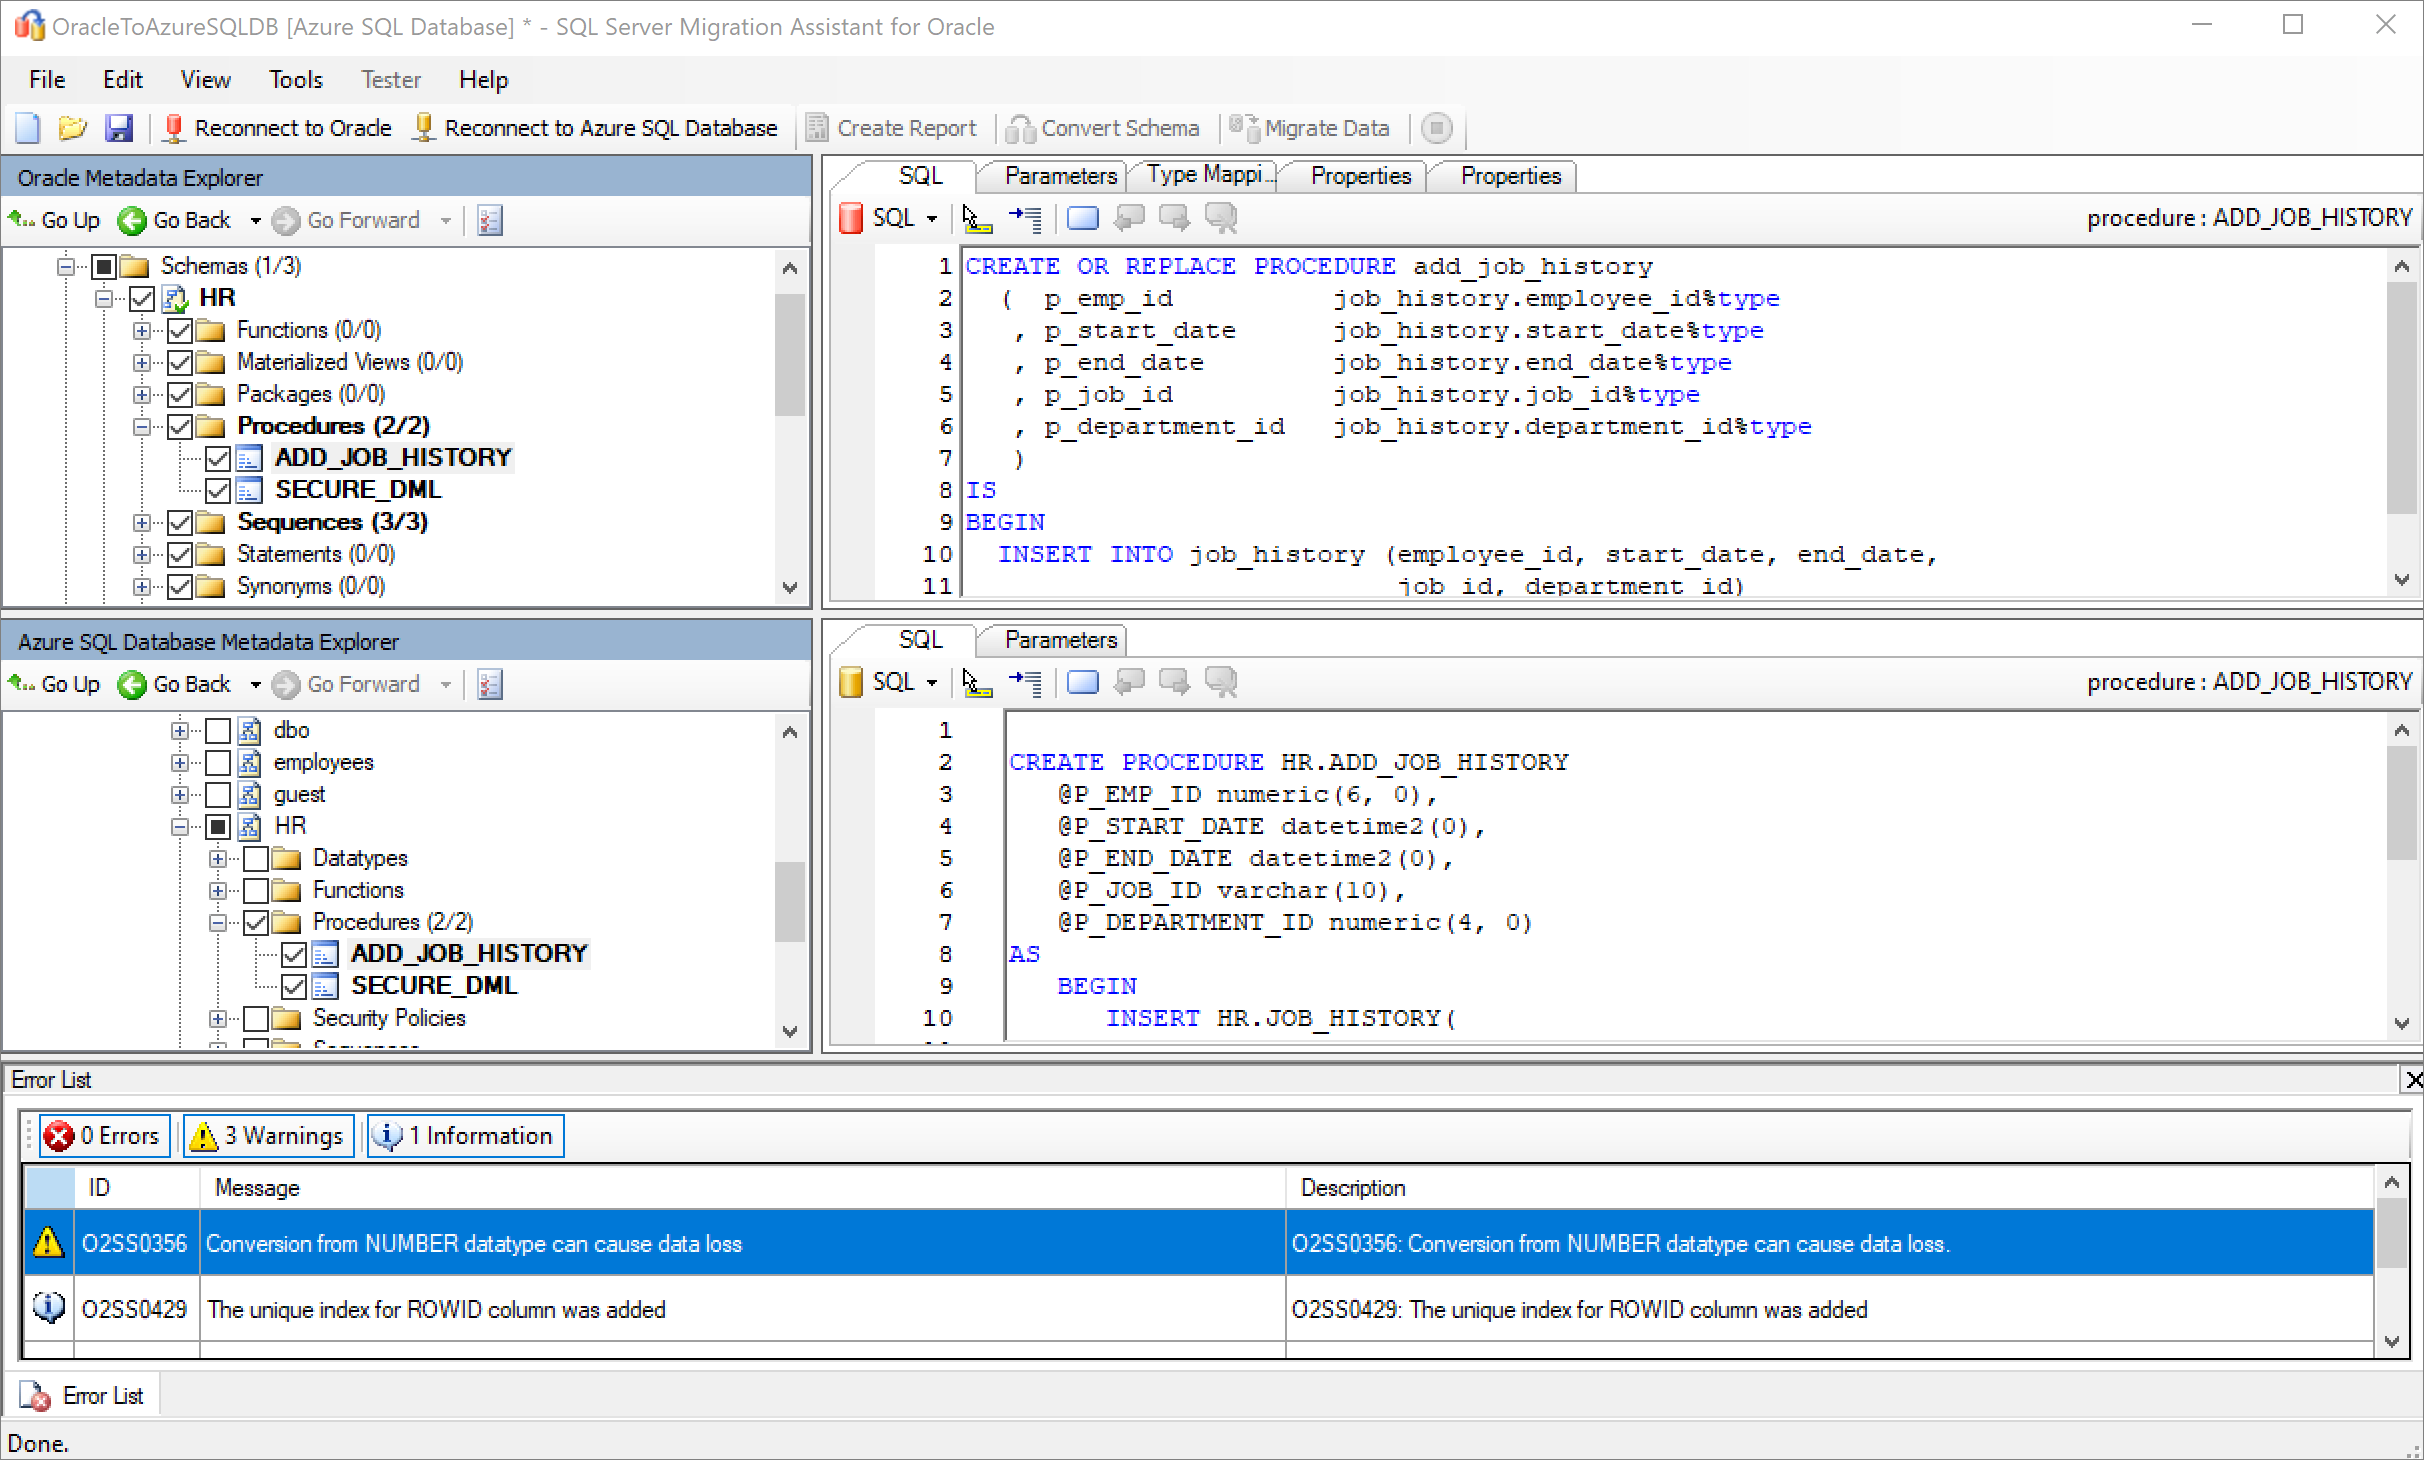 OracleToAzureSQLDB [Azure SQL Database] * - SQL Server Migration Assistant for Oracle
File Edit View Tools Tester Help
Reconnect to Oracle Reconnect to Azure SQL Database Create Report Convert Schema Migrate Data
Oracle Metadata Explorer
Go Up Go Back Go Forward
Schemas (1/3)
HR
Functions (0/0)
Materialized Views (0/0)
Packages (0/0)
Procedures (2/2)
ADD_JOB_HISTORY
SECURE_DML
Sequences (3/3)
Statements (0/0)
Synonyms (0/0)
SQL Parameters Type Mappi... Properties Properties
SQL procedure : ADD_JOB_HISTORY
1 CREATE OR REPLACE PROCEDURE add_job_history
2 ( p_emp_id job_history.employee_id%type
3 , p_start_date job_history.start_date%type
4 , p_end_date job_history.end_date%type
5 , p_job_id job_history.job_id%type
6 , p_department_id job_history.department_id%type
7 )
8 IS
9 BEGIN
10 INSERT INTO job_history (employee_id, start_date, end_date,
11 job_id, department_id)
Azure SQL Database Metadata Explorer
Go Up Go Back Go Forward
dbo
employees
guest
HR
Datatypes
Functions
Procedures (2/2)
ADD_JOB_HISTORY
SECURE_DML
Security Policies
SQL Parameters
SQL procedure : ADD_JOB_HISTORY
1
2 CREATE PROCEDURE HR.ADD_JOB_HISTORY
3 @P_EMP_ID numeric(6, 0),
4 @P_START_DATE datetime2(0),
5 @P_END_DATE datetime2(0),
6 @P_JOB_ID varchar(10),
7 @P_DEPARTMENT_ID numeric(4, 0)
8 AS
9 BEGIN
10 INSERT HR.JOB_HISTORY(
Error List
0 Errors 3 Warnings 1 Information
ID Message Description
O2SS0356 Conversion from NUMBER datatype can cause data loss O2SS0356: Conversion from NUMBER datatype can cause data loss.
O2SS0429 The unique index for ROWID column was added O2SS0429: The unique index for ROWID column was added
Error List
Done.